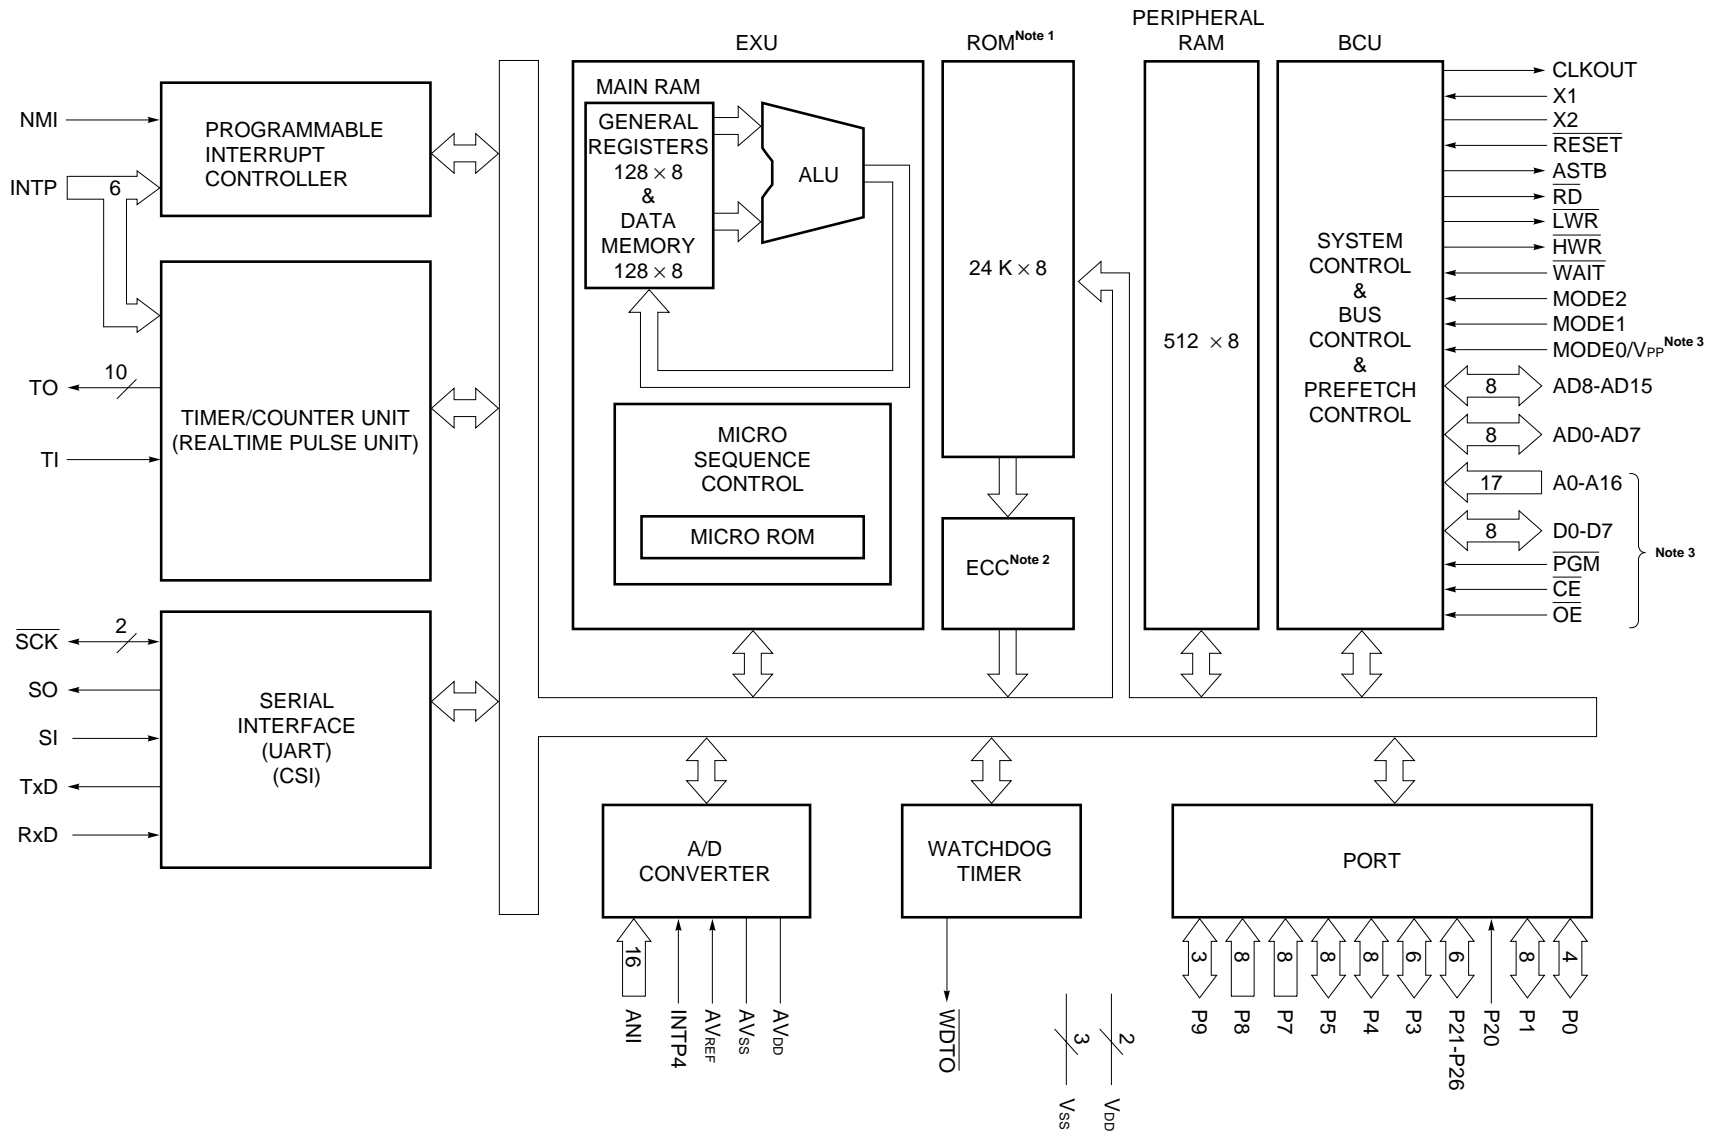 PERIPHERAL
RAM
EXU
ROM Note 1
BCU
NMI
INTP
6
PROGRAMMABLE
INTERRUPT
CONTROLLER
TO
10
TI
TIMER/COUNTER UNIT
(REALTIME PULSE UNIT)
SCK
2
SO
SI
TxD
RxD
SERIAL
INTERFACE
(UART)
(CSI)
MAIN RAM
GENERAL
REGISTERS
128 × 8
&
DATA
MEMORY
128 × 8
ALU
MICRO
SEQUENCE
CONTROL
MICRO ROM
24 K × 8
ECC Note 2
512 × 8
SYSTEM
CONTROL
&
BUS
CONTROL
&
PREFETCH
CONTROL
CLKOUT
X1
X2
RESET
ASTB
RD
LWR
HWR
WAIT
MODE2
MODE1
MODE0/VPP Note 3
8 AD8-AD15
8 AD0-AD7
17 A0-A16
8 D0-D7
PGM
CE
OE
Note 3
A/D
CONVERTER
16
ANI
INTP4
AVREF
AVSS
AVDD
WATCHDOG
TIMER
WDTO
3
VSS
2
VDD
PORT
3
8
8
8
8
6
6
8
4
P9
P8
P7
P5
P4
P3
P21-P26
P20
P1
P0